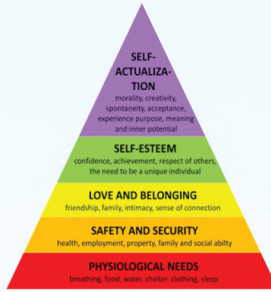 SELF-
ACTUALIZA-
TION
morality, creativity,
spontaneity, acceptance,
experience purpose, meaning
and inner potential
SELF-ESTEEM
confidence, achievement, respect of others,
the need to be a unique individual
LOVE AND BELONGING
friendship, family, intimacy, sense of connection
SAFETY AND SECURITY
health, employment, property, family and social abilty
PHYSIOLOGICAL NEEDS
breathing, food, water, shelter, clothing, sleep